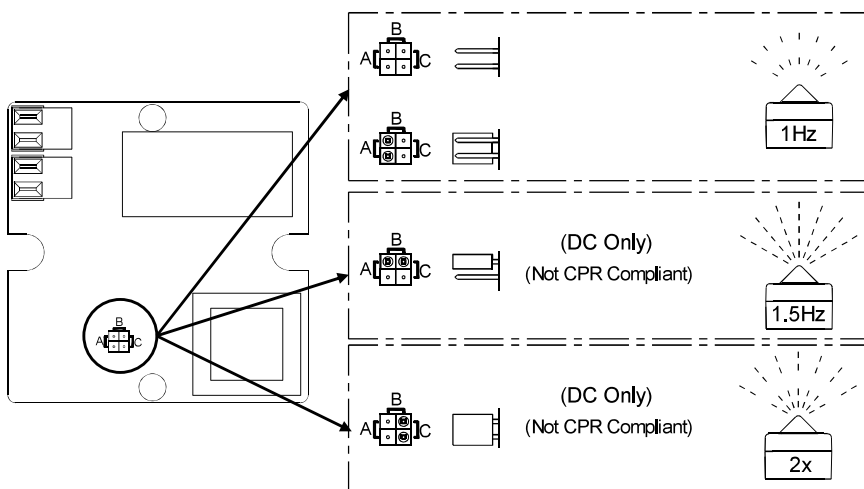 B
A C
B
A C
1Hz
B
A C
(DC Only)
(Not CPR Compliant)
1.5Hz
B
A C
B
A C
(DC Only)
(Not CPR Compliant)
2x